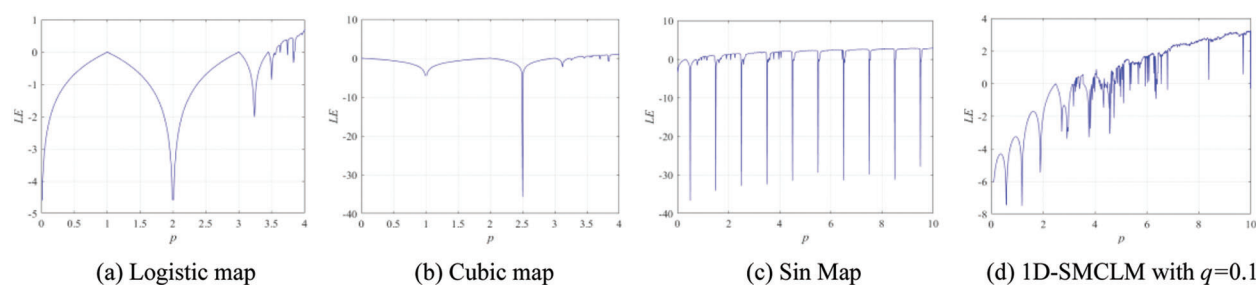 1
0
-1
-2
-3
-4
-5
LE
0 0.5 1 1.5 2 2.5 3 3.5 4
p
(a) Logistic map
10
0
-10
-20
-30
-40
LE
0 0.5 1 1.5 2 2.5 3 3.5 4
p
(b) Cubic map
10
0
-10
-20
-30
-40
LE
0 2 4 6 8 10
p
(c) Sin Map
4
2
0
-2
-4
-6
-8
LE
0 2 4 6 8 10
p
(d) 1D-SMCLM with q=0.1